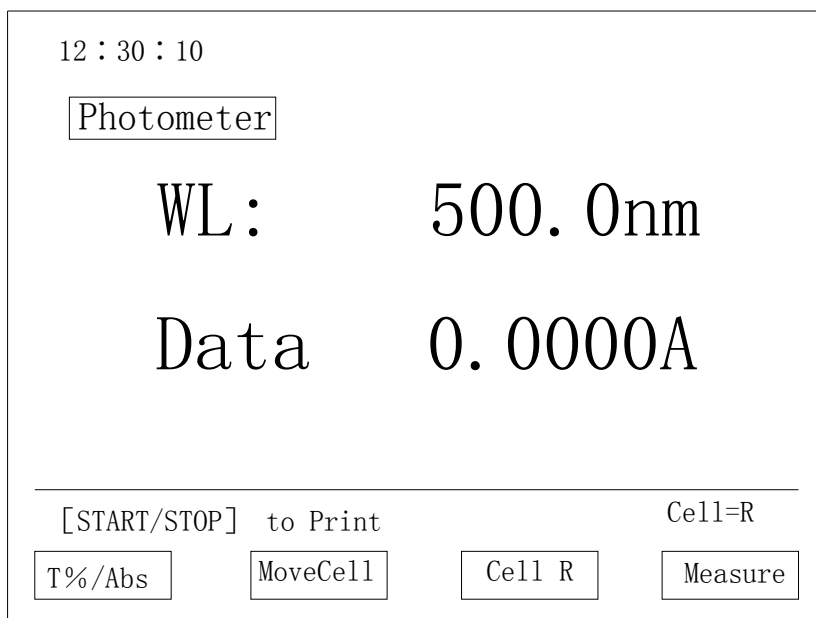 12：30：10
Photometer
WL: 500.0nm
Data 0.0000A
[START/STOP] to Print Cell=R
T%/Abs MoveCell Cell R Measure